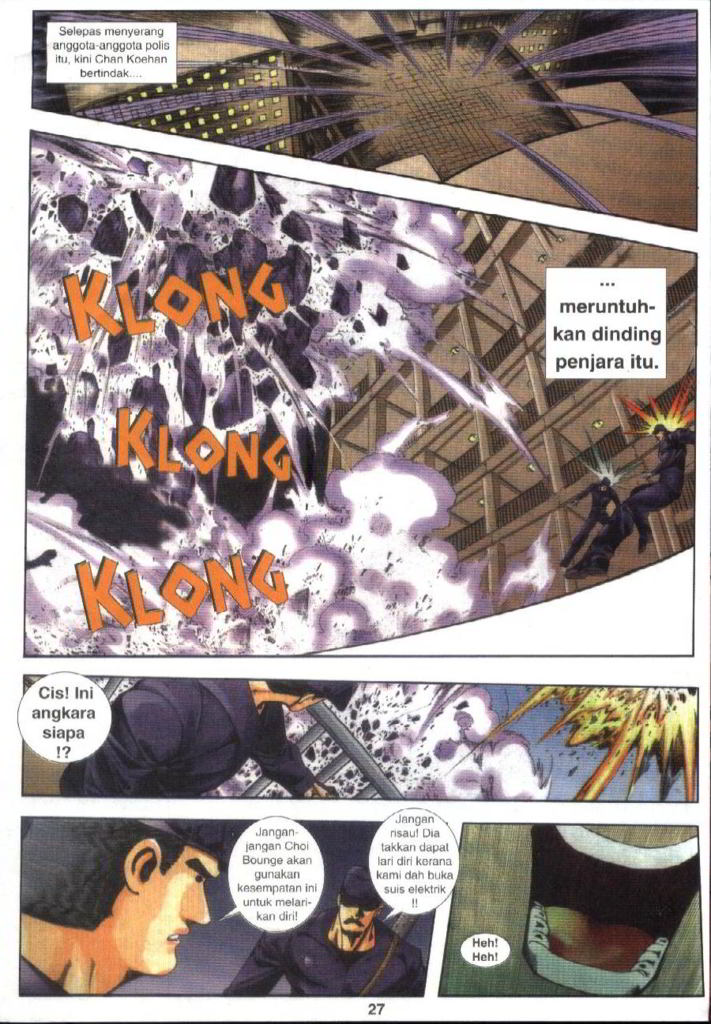 Selepas menyerang
anggota-anggota polis
itu, kini Chan Koehan
bertindak....
KLONG
KLONG
KLONG
...
meruntuh-
kan dinding
penjara itu.
Cis! Ini
angkara
siapa
!?
Jangan-
jangan Choi
Bounge akan
gunakan
kesempatan ini
untuk melari-
kan diri!
Jangan
risau! Dia
takkan dapat
lari diri kerana
kami dah buka
suis elektrik
!!
Heh!
Heh!
27